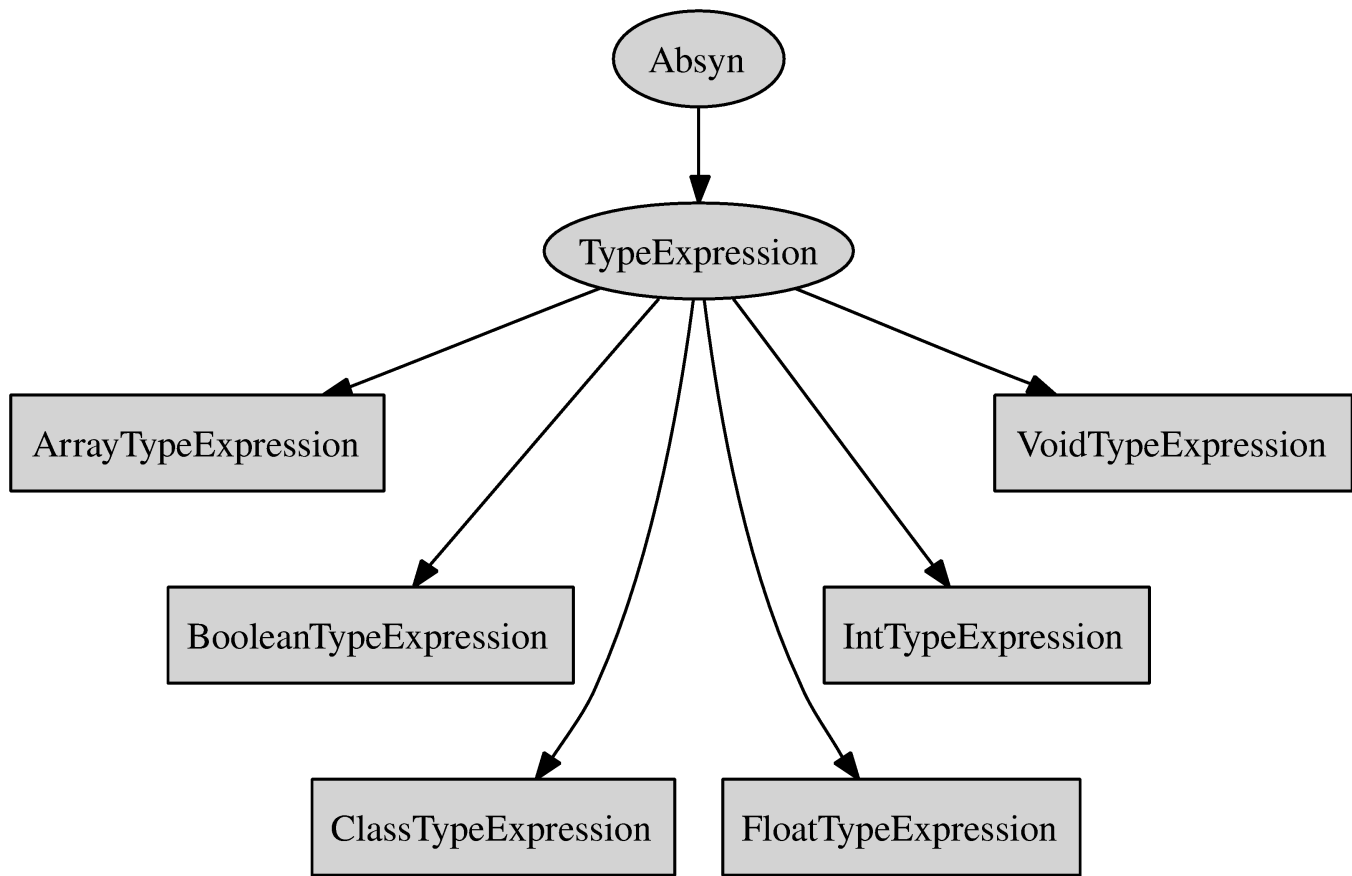 Absyn
TypeExpression
ArrayTypeExpression
VoidTypeExpression
BooleanTypeExpression
IntTypeExpression
ClassTypeExpression
FloatTypeExpression